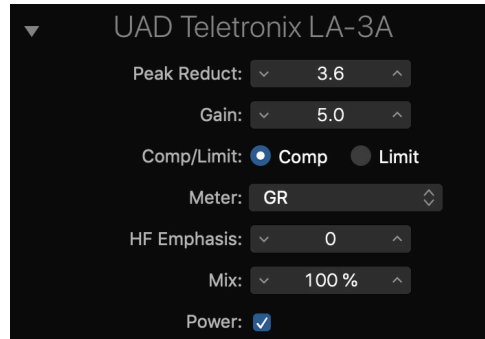 UAD Teletronix LA-3A
Peak Reduct: 3.6
Gain: 5.0
Comp/Limit: Comp Limit
Meter: GR
HF Emphasis: 0
Mix: 100 %
Power: